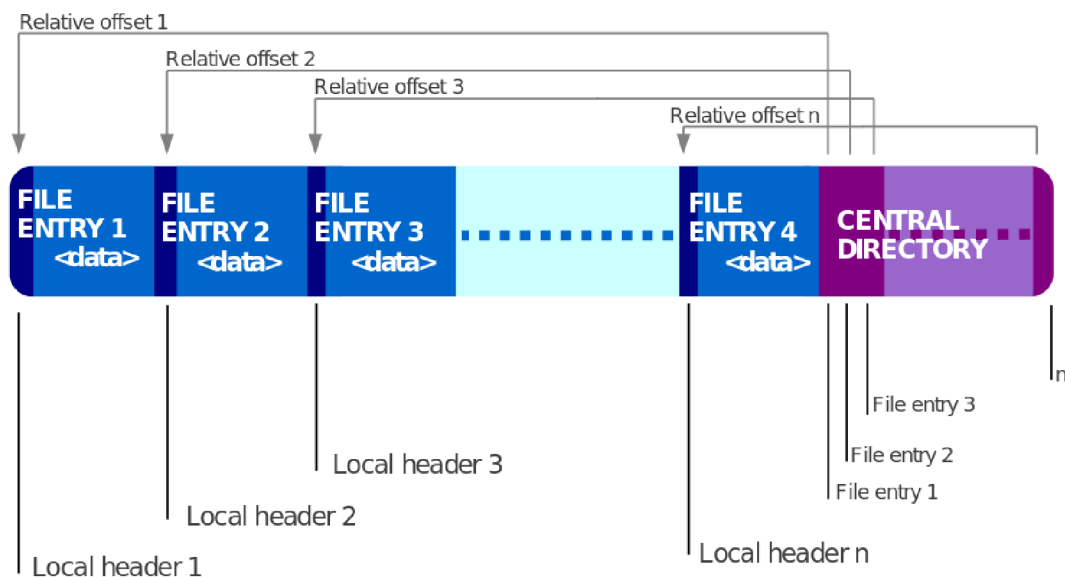 Relative offset 1
Relative offset 2
Relative offset 3
Relative offset n
FILE
ENTRY 1
<data>
FILE
ENTRY 2
<data>
FILE
ENTRY 3
<data>
FILE
ENTRY 4
<data>
CENTRAL
DIRECTORY
n
File entry 3
File entry 2
File entry 1
Local header 3
Local header 2
Local header n
Local header 1